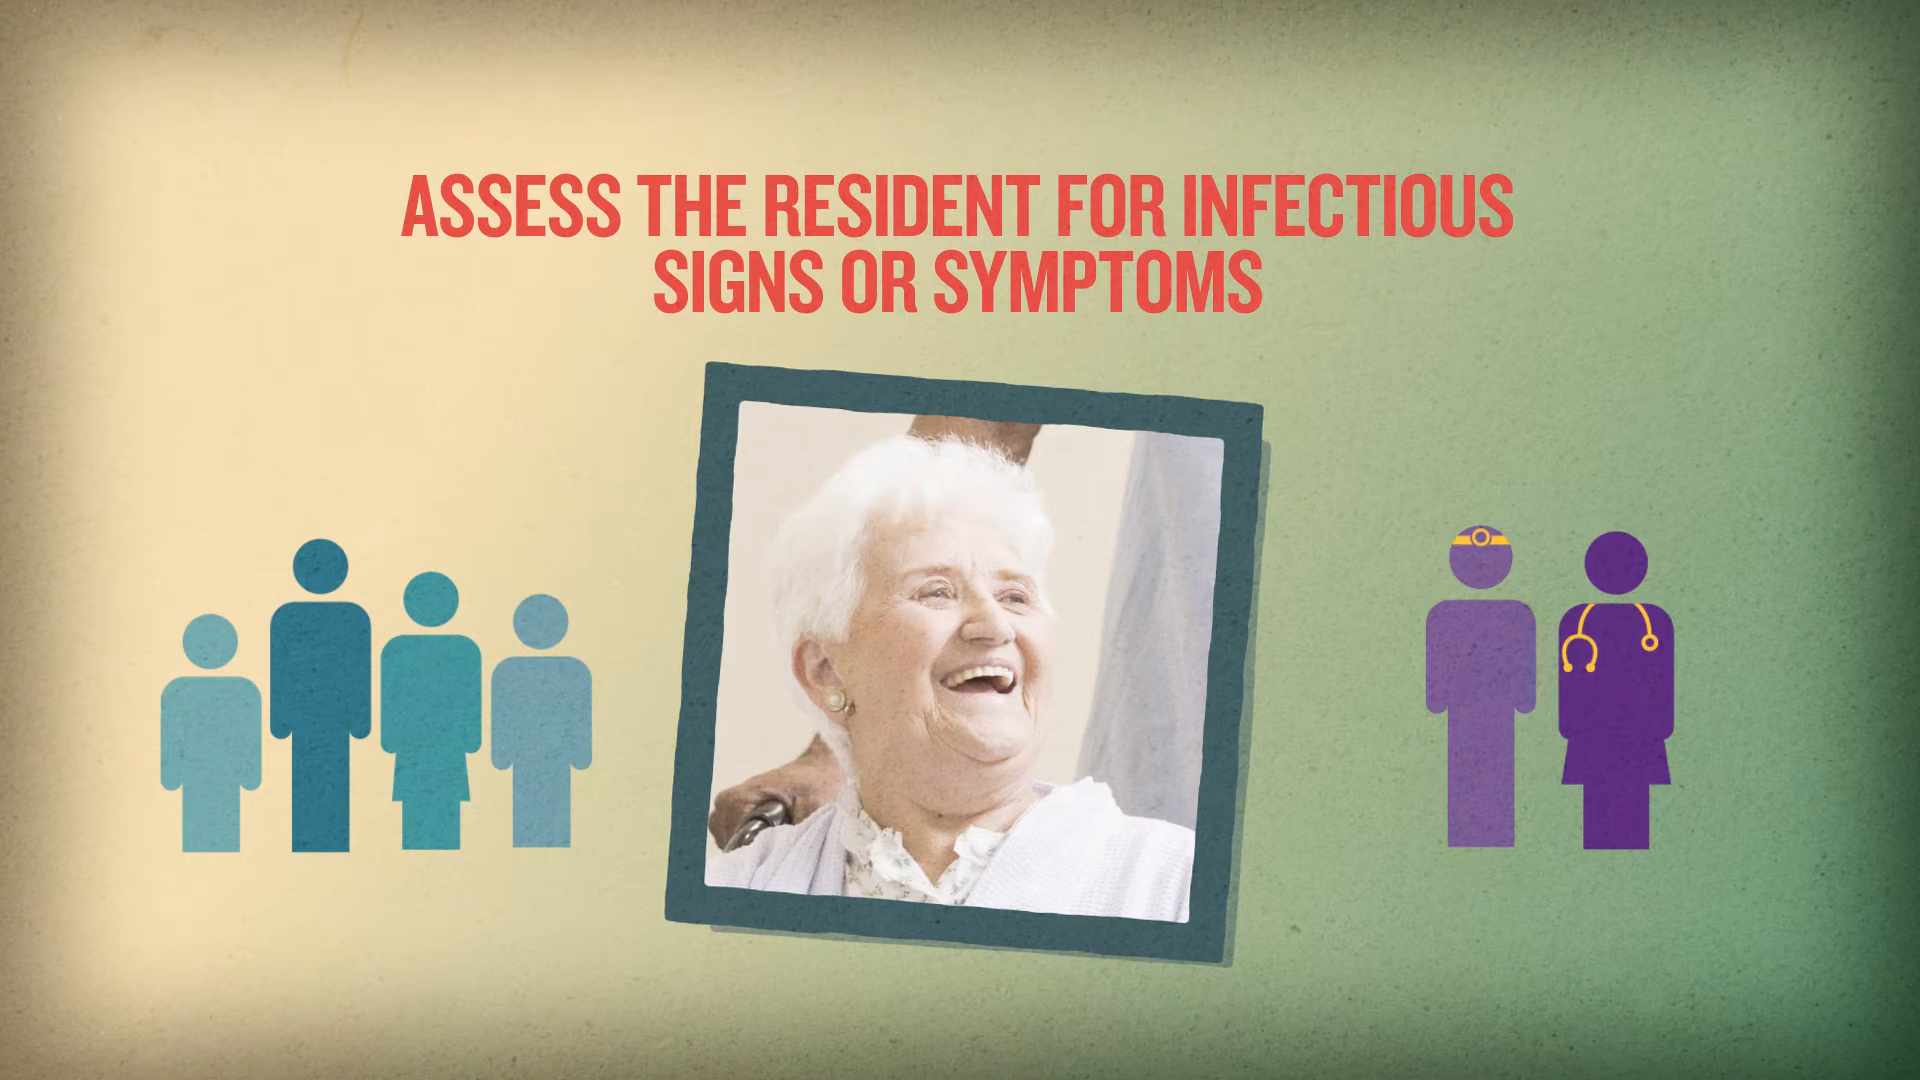 ASSESS THE RESIDENT FOR INFECTIOUS
SIGNS OR SYMPTOMS